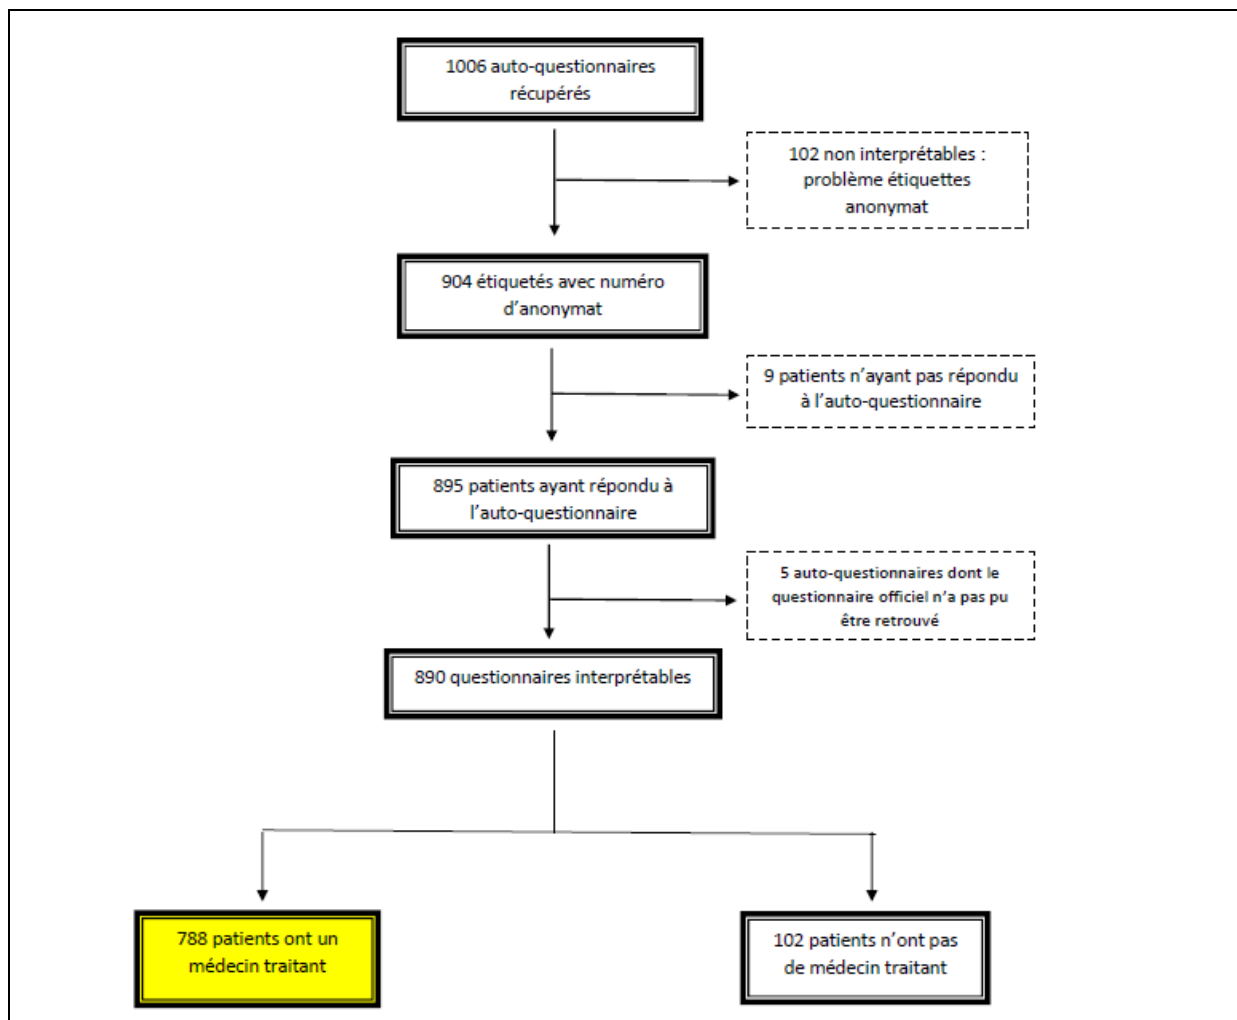 1006 auto-questionnaires
récupérés
102 non interprétables :
problème étiquettes
anonymat
904 étiquetés avec numéro
d’anonymat
9 patients n’ayant pas répondu
à l’auto-questionnaire
895 patients ayant répondu à
l’auto-questionnaire
5 auto-questionnaires dont le
questionnaire officiel n’a pas pu
être retrouvé
890 questionnaires interprétables
788 patients ont un
médecin traitant
102 patients n’ont pas
de médecin traitant